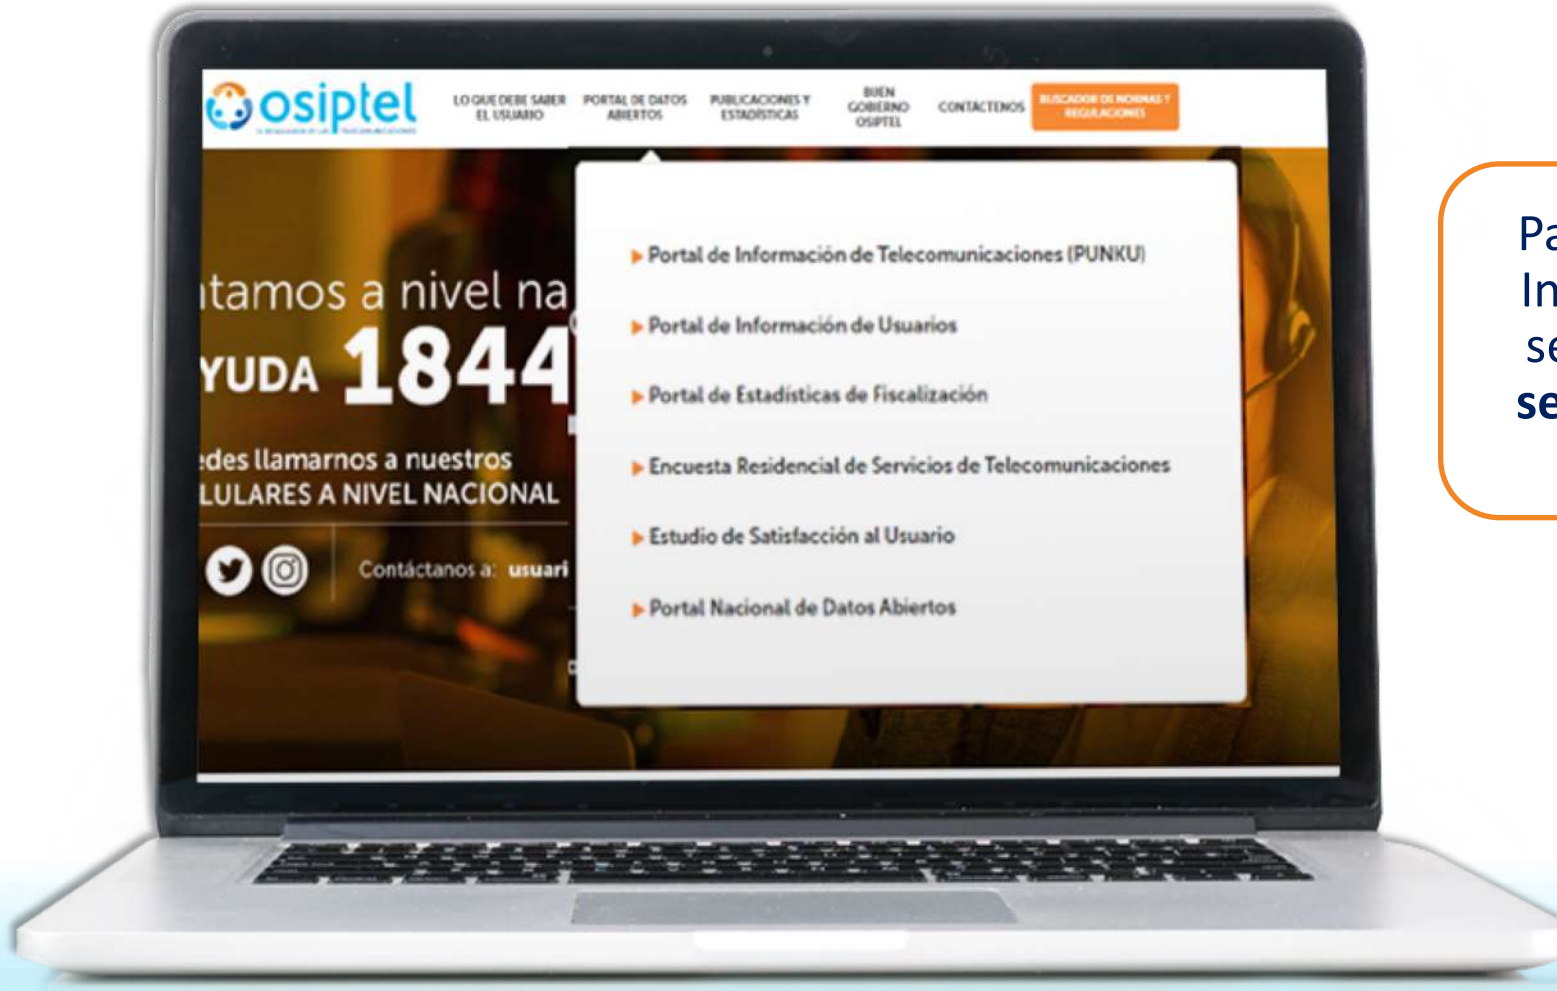 osiptel
LO QUE DEBE SABER
EL USUARIO
PORTAL DE DATOS
ABIERTOS
PUBLICACIONES Y
ESTADÍSTICAS
BUEN
GOBIERNO
OSIPTEL
CONTÁCTENOS
BUSCADOR DE NORMAS Y
REGULACIONES
tamos a nivel na
YUDA 1844
des llamarnos a nuestros
LULARES A NIVEL NACIONAL
Contáctanos a: usuari
Portal de Información de Telecomunicaciones (PUNKU)
Portal de Información de Usuarios
Portal de Estadísticas de Fiscalización
Encuesta Residencial de Servicios de Telecomunicaciones
Estudio de Satisfacción al Usuario
Portal Nacional de Datos Abiertos
Pa
In
se
se